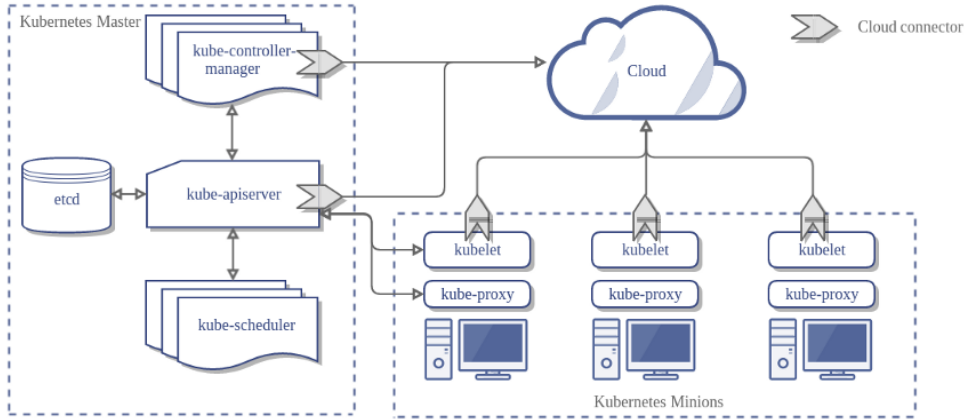 Kubernetes Master
kube-controller-
manager
Cloud
Cloud connector
etcd
kube-apiserver
kubelet
kubelet
kubelet
kube-proxy
kube-proxy
kube-proxy
kube-scheduler
Kubernetes Minions